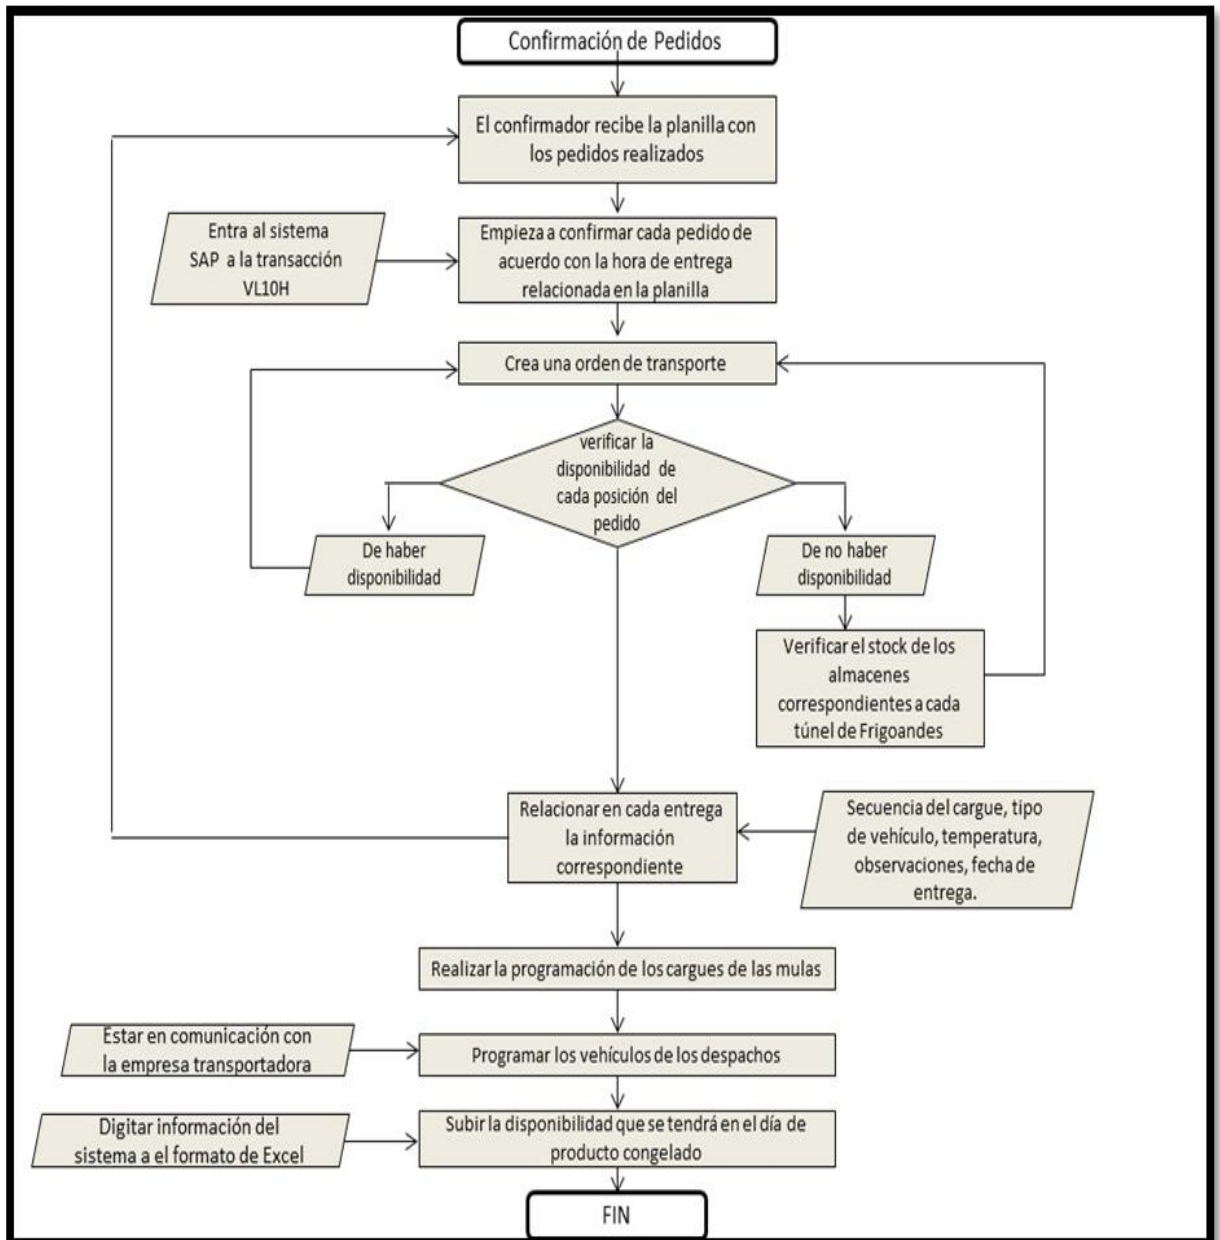 Confirmación de Pedidos
El confirmador recibe la planilla con
los pedidos realizados
Entra al sistema
SAP a la transacción
VL10H
Empieza a confirmar cada pedido de
acuerdo con la hora de entrega
relacionada en la planilla
Crea una orden de transporte
verificar la
disponibilidad de
cada posición del
pedido
De haber
disponibilidad
De no haber
disponibilidad
Verificar el stock de los
almacenes
correspondientes a cada
túnel de Frigoandes
Relacionar en cada entrega
la información
correspondiente
Secuencia del cargue, tipo
de vehículo, temperatura,
observaciones, fecha de
entrega.
Realizar la programación de los cargues de las mulas
Estar en comunicación con
la empresa transportadora
Programar los vehículos de los despachos
Digitar información del
sistema a el formato de Excel
Subir la disponibilidad que se tendrá en el día de
producto congelado
FIN